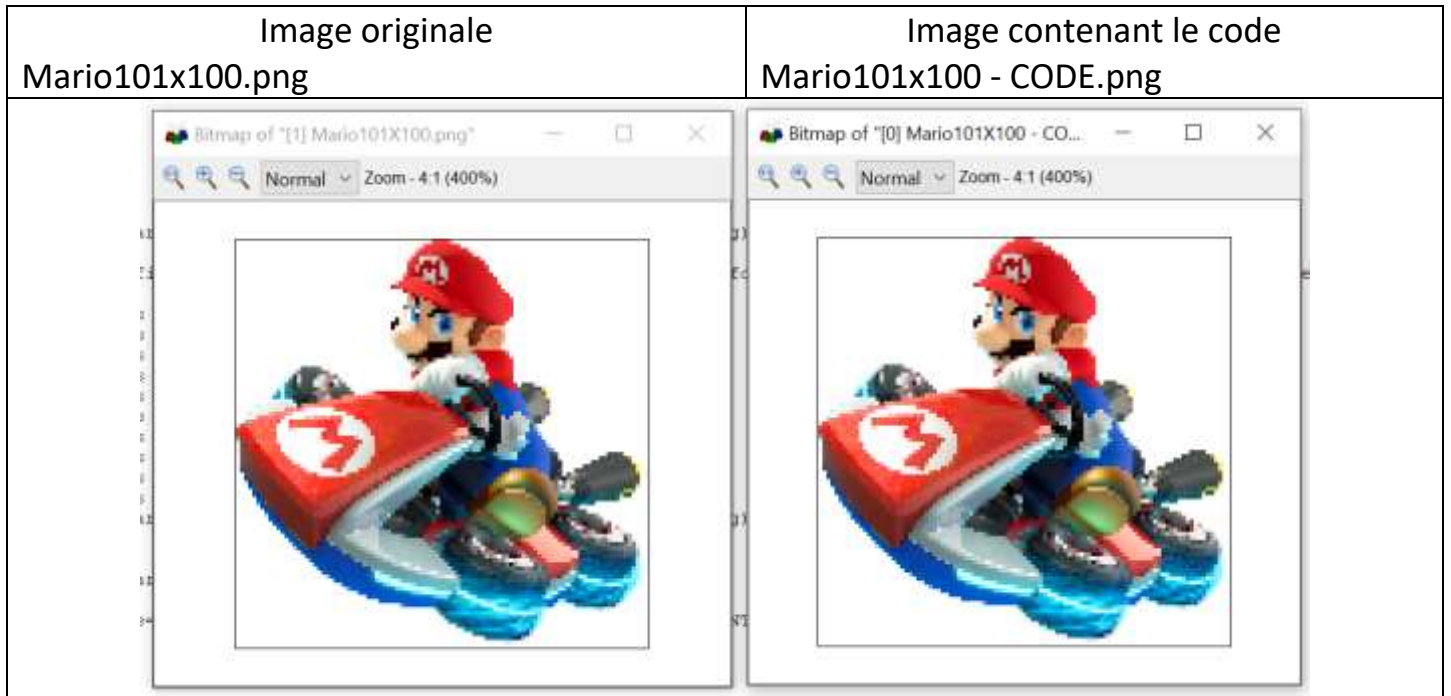 Image originale
Mario101x100.png
Image contenant le code
Mario101x100 - CODE.png
Bitmap of "[1] Mario101X100.png"
Normal Zoom - 4:1 (400%)
Bitmap of "[0] Mario101X100 - CO...
Normal Zoom - 4:1 (400%)
M
M